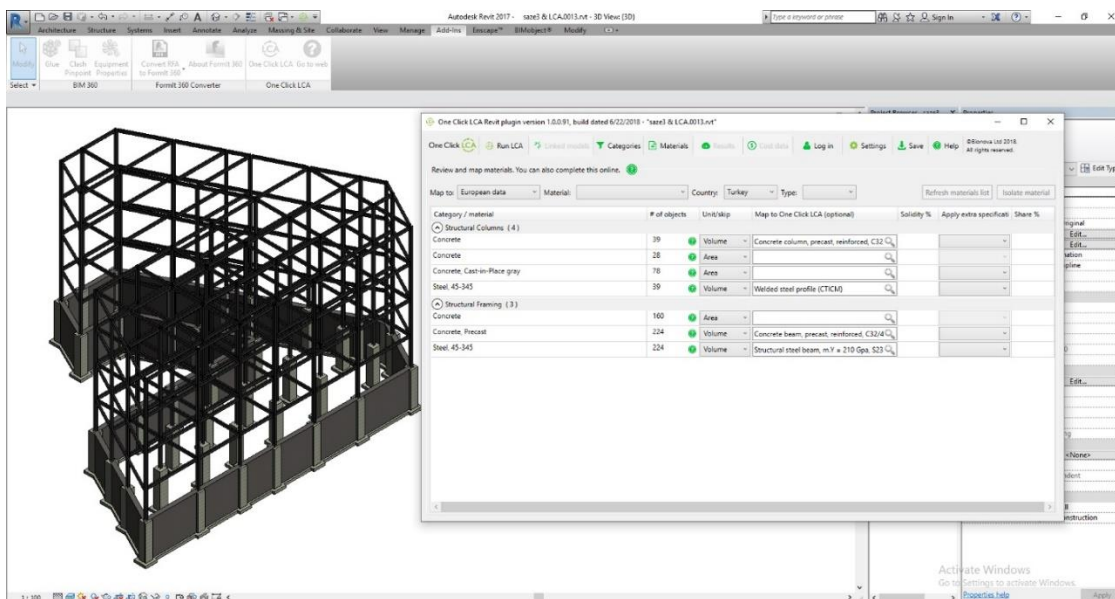 Autodesk Revit 2017 - saze3 & LCA.0013.rvt - 3D View: {3D}
Type a keyword or phrase
Sign In
Architecture Structure Systems Insert Annotate Analyze Massing & Site Collaborate View Manage Add-Ins Enscape™ BIMobject® Modify
Modify Glue Clash Pinpoint Equipment Properties Convert RFA to FormIt 360 About FormIt 360 One Click LCA Go to web
Select BIM 360 FormIt 360 Converter One Click LCA
One Click LCA Revit plugin version 1.0.0.91, build dated 6/22/2018 - "saze3 & LCA.0013.rvt"
One Click LCA Run LCA Linked models Categories Materials Results Cost data Log in Settings Save Help ©Bionova Ltd 2018. All rights reserved.
Review and map materials. You can also complete this online.
Map to: European data Material: Country: Turkey Type: Refresh materials list Isolate material
Category / material # of objects Unit/skip Map to One Click LCA (optional) Solidity % Apply extra specificati Share %
Structural Columns ( 4 )
Concrete 39 Volume Concrete column, precast, reinforced, C32
Concrete 28 Area
Concrete, Cast-in-Place gray 78 Area
Steel, 45-345 39 Volume Welded steel profile (CTICM)
Structural Framing ( 3 )
Concrete 160 Area
Concrete, Precast 224 Volume Concrete beam, precast, reinforced, C32/4
Steel, 45-345 224 Volume Structural steel beam, m.Y = 210 Gpa, S23
Edit Typ
Edit...
Edit...
Edit...
<None>
Activate Windows
Go to Settings to activate Windows.
Properties help Apply
1 : 100